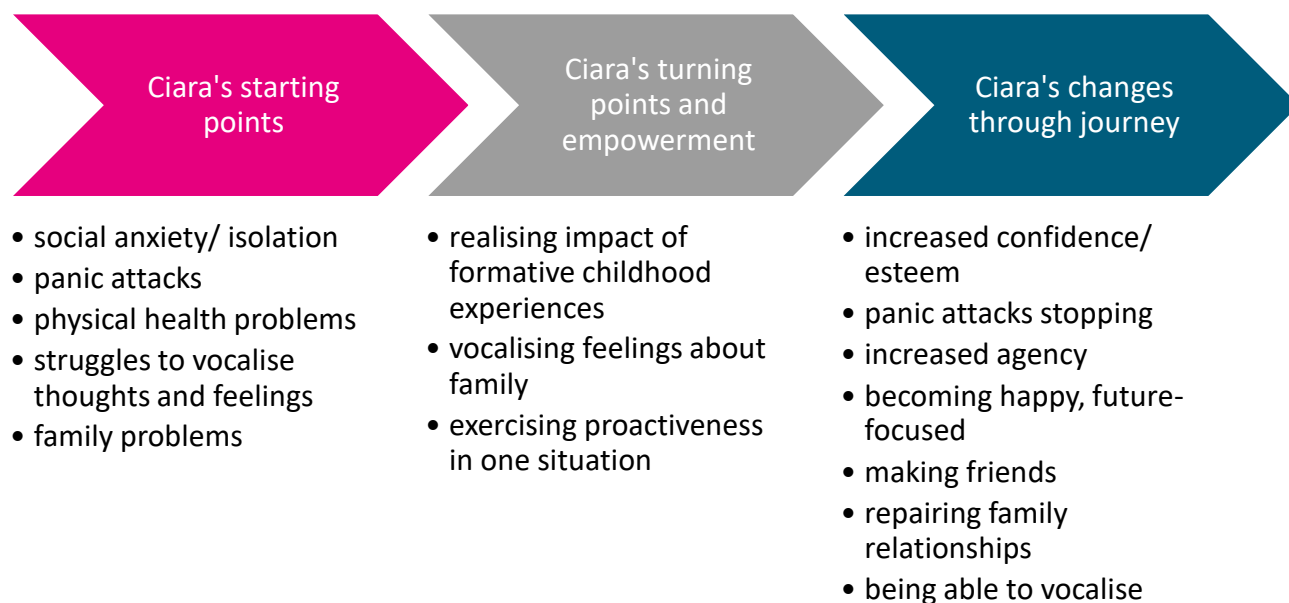 Ciara's starting
points
Ciara's turning
points and
empowerment
Ciara's changes
through journey
• social anxiety/ isolation
• panic attacks
• physical health problems
• struggles to vocalise
thoughts and feelings
• family problems
• realising impact of
formative childhood
experiences
• vocalising feelings about
family
• exercising proactiveness
in one situation
• increased confidence/
esteem
• panic attacks stopping
• increased agency
• becoming happy, future-
focused
• making friends
• repairing family
relationships
• being able to vocalise